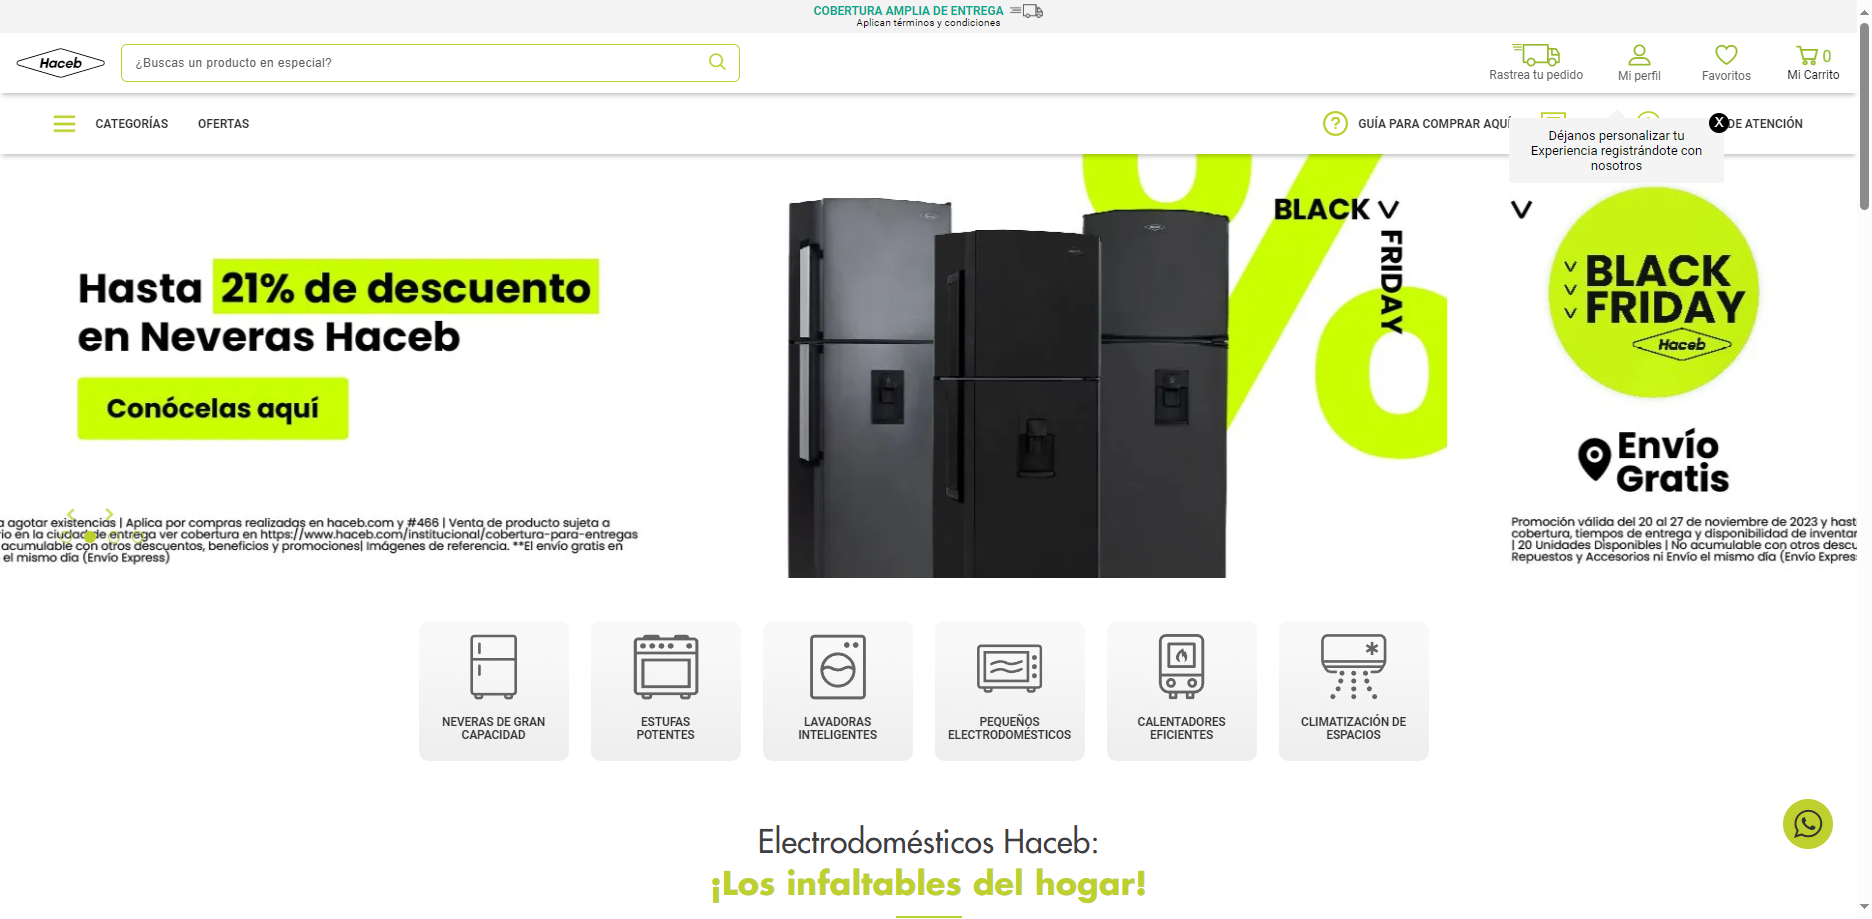 COBERTURA AMPLIA DE ENTREGA
Aplican términos y condiciones
Haceb
¿Buscas un producto en especial?
Rastrea tu pedido
Mi perfil
Favoritos
0
Mi Carrito
CATEGORÍAS
OFERTAS
GUÍA PARA COMPRAR AQUÍ
DE ATENCIÓN
X
Déjanos personalizar tu
Experiencia registrándote con
nosotros
Hasta 21% de descuento
en Neveras Haceb
Conócelas aquí
a agotar existencias | Aplica por compras realizadas en haceb.com y #466 | Venta de producto sujeta a
io en la ciudad de entrega ver cobertura en https://www.haceb.com/institucional/cobertura-para-entregas
acumulable con otros descuentos, beneficios y promociones| Imágenes de referencia. **El envío gratis en
el mismo día (Envío Express)
%
BLACK
FRIDAY
BLACK
FRIDAY
Haceb
Envío
Gratis
Promoción válida del 20 al 27 de noviembre de 2023 y hast
cobertura, tiempos de entrega y disponibilidad de inventar
| 20 Unidades Disponibles | No acumulable con otros descu
Repuestos y Accesorios ni Envío el mismo día (Envío Expres
NEVERAS DE GRAN
CAPACIDAD
ESTUFAS
POTENTES
LAVADORAS
INTELIGENTES
PEQUEÑOS
ELECTRODOMÉSTICOS
CALENTADORES
EFICIENTES
CLIMATIZACIÓN DE
ESPACIOS
Electrodomésticos Haceb:
¡Los infaltables del hogar!